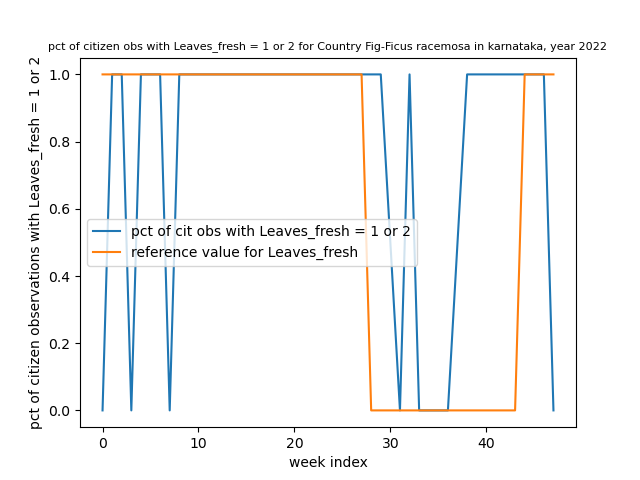 pct of citizen obs with Leaves_fresh = 1 or 2 for Country Fig-Ficus racemosa in karnataka, year 2022
pct of citizen observations with Leaves_fresh = 1 or 2
1.0
0.8
0.6
0.4
0.2
0.0
pct of cit obs with Leaves_fresh = 1 or 2
reference value for Leaves_fresh
0 10 20 30 40
week index